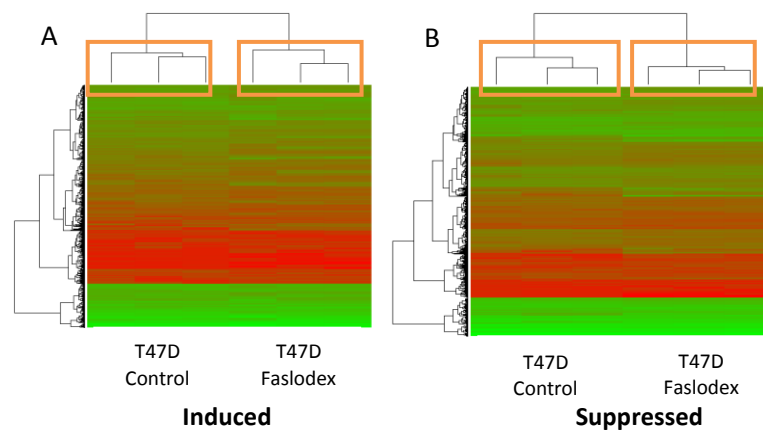 A
B
T47D
Control
T47D
Faslodex
T47D
Control
T47D
Faslodex
Induced
Suppressed